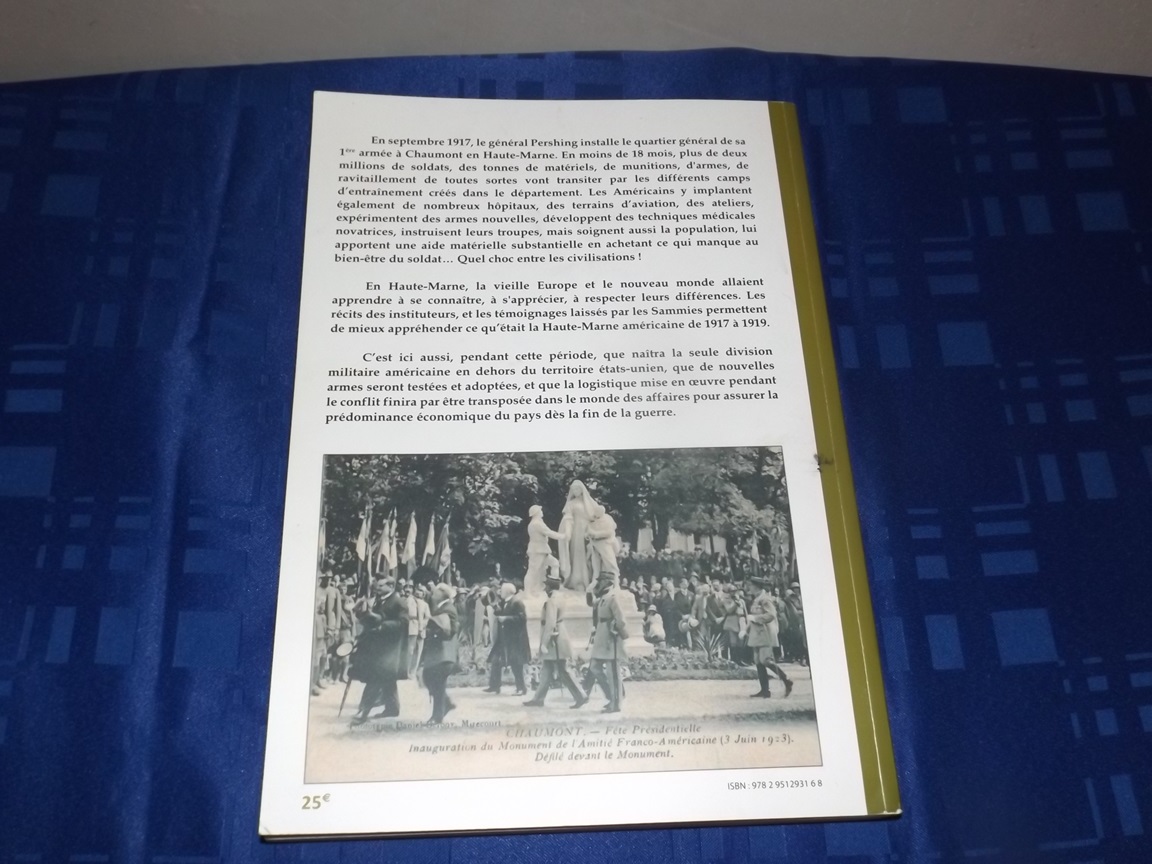 En septembre 1917, le général Pershing installe le quartier général de sa
1ère armée à Chaumont en Haute-Marne. En moins de 18 mois, plus de deux
millions de soldats, des tonnes de matériels, de munitions, d'armes, de
ravitaillement de toutes sortes vont transiter par les différents camps
d'entraînement créés dans le département. Les Américains y implantent
également de nombreux hôpitaux, des terrains d'aviation, des ateliers,
expérimentent des armes nouvelles, développent des techniques médicales
novatrices, instruisent leurs troupes, mais soignent aussi la population, lui
apportent une aide matérielle substantielle en achetant ce qui manque au
bien-être du soldat… Quel choc entre les civilisations !
En Haute-Marne, la vieille Europe et le nouveau monde allaient
apprendre à se connaître, à s'apprécier, à respecter leurs différences. Les
récits des instituteurs, et les témoignages laissés par les Sammies permettent
de mieux appréhender ce qu'était la Haute-Marne américaine de 1917 à 1919.
C'est ici aussi, pendant cette période, que naîtra la seule division
militaire américaine en dehors du territoire états-unien, que de nouvelles
armes seront testées et adoptées, et que la logistique mise en œuvre pendant
le conflit finira par être transposée dans le monde des affaires pour assurer la
prédominance économique du pays dès la fin de la guerre.
Mirecourt
CHAUMONT. — Fête Présidentielle
Inauguration du Monument de l'Amitié Franco-Américaine (3 Juin 1923).
Défilé devant le Monument.
ISBN : 978 2 9512931 6 8
25€